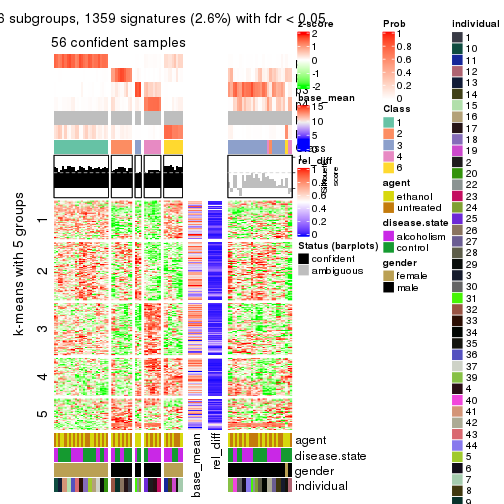 6 subgroups, 1359 signatures (2.6%) with fdr < 0.05
56 confident samples
k-means with 5 groups
1
2
3
4
5
agent
disease.state
gender
individual
base_mean
rel_diff
z-score
2
1
0
-1
-2
base_mean
15
10
5
0
rel_diff
1
0.8
0.6
0.4
0.2
0
Status (barplots)
confident
ambiguous
Prob
1
0.8
0.6
0.4
0.2
0
Class
1
2
3
4
6
agent
ethanol
untreated
disease.state
alcoholism
control
gender
female
male
individual
1
10
11
12
13
14
15
16
17
18
19
2
20
22
23
24
25
26
27
28
29
3
30
31
32
33
34
35
36
37
39
4
40
41
42
43
44
5
6
7
8
9